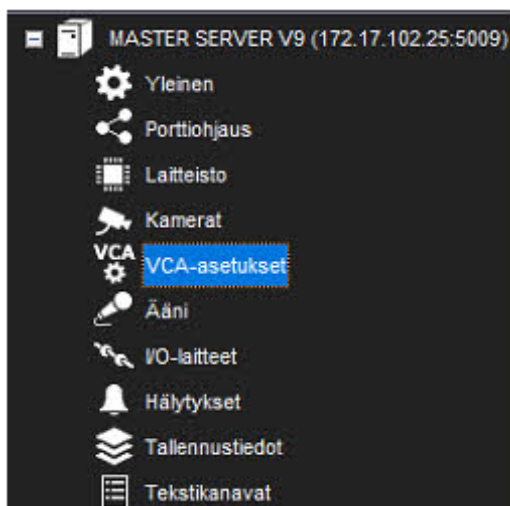 MASTER SERVER V9 (172.17.102.25:5009)
Yleinen
Porttiohjaus
Laitteisto
Kamerat
VCA
VCA-asetukset
Ääni
I/O-laitteet
Hälytykset
Tallennustiedot
Tekstikanavat